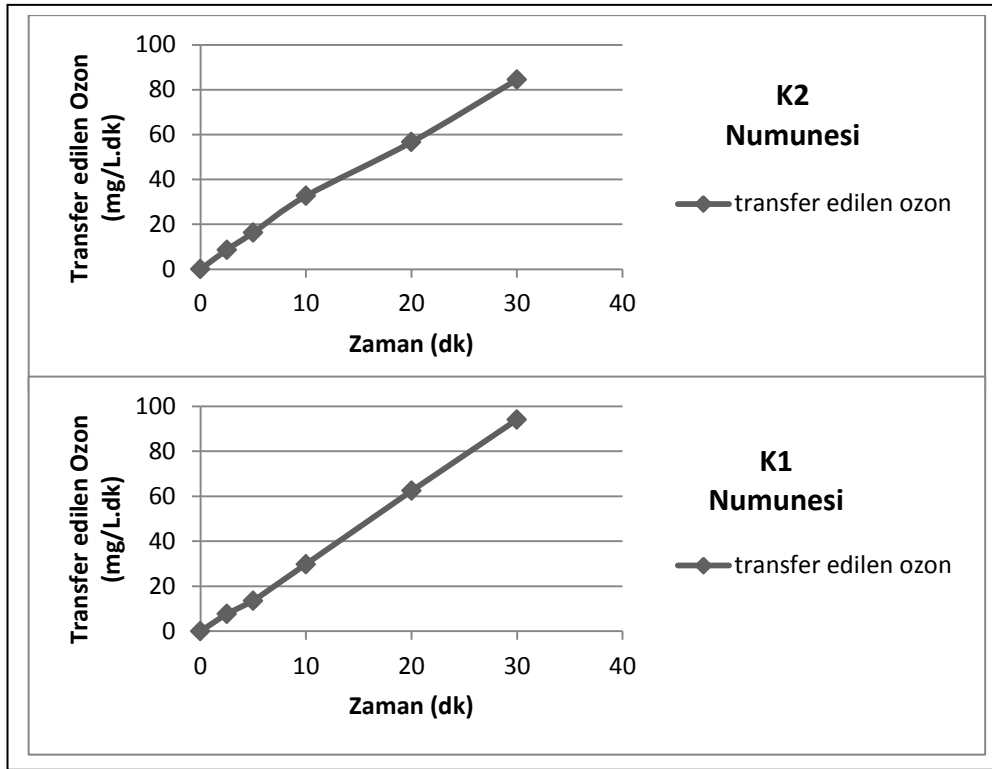 Transfer edilen Ozon
(mg/L.dk)
100
80
60
40
20
0
0 10 20 30 40
Zaman (dk)
K2
Numunesi
transfer edilen ozon
Transfer edilen Ozon
(mg/L.dk)
100
80
60
40
20
0
0 10 20 30 40
Zaman (dk)
K1
Numunesi
transfer edilen ozon